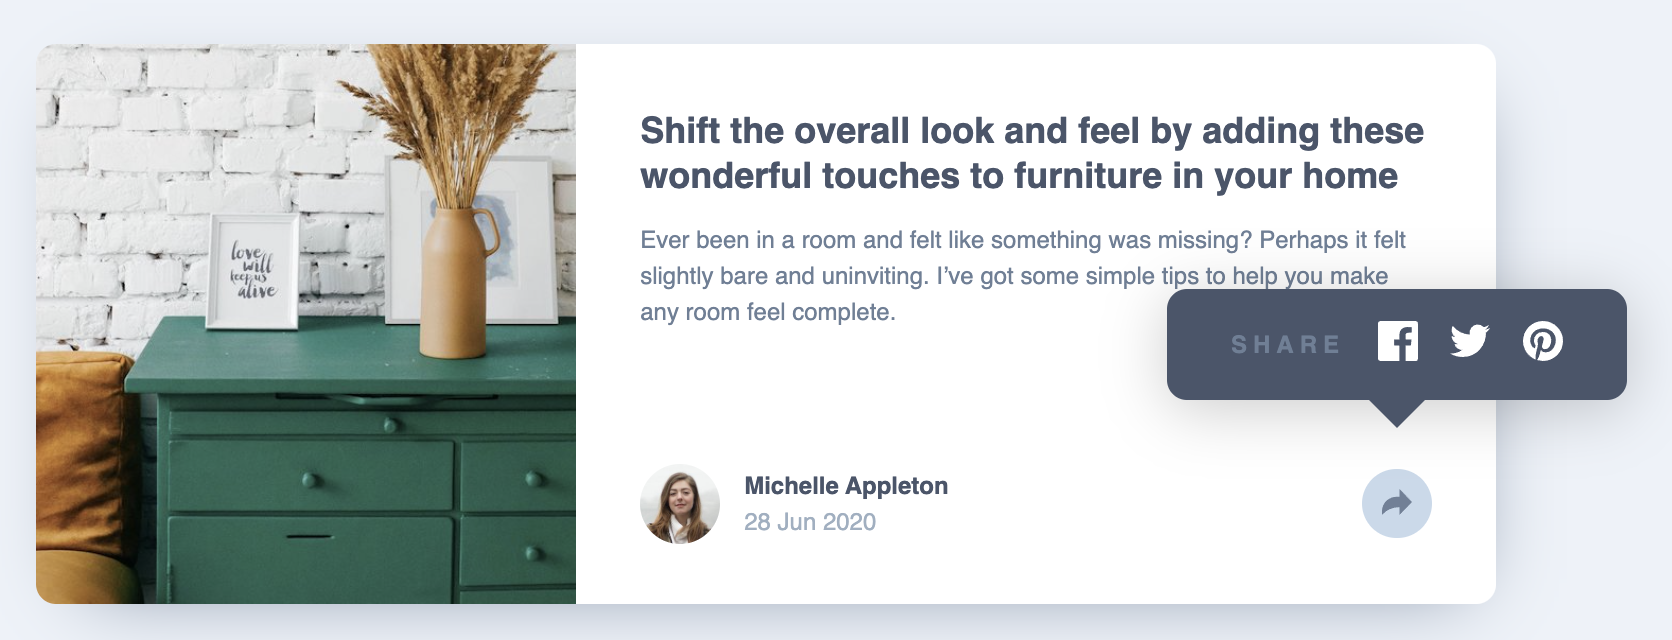 love
will
keep us
alive
Shift the overall look and feel by adding these
wonderful touches to furniture in your home
Ever been in a room and felt like something was missing? Perhaps it felt
slightly bare and uninviting. I’ve got some simple tips to help you make
any room feel complete.
SHARE
Michelle Appleton
28 Jun 2020